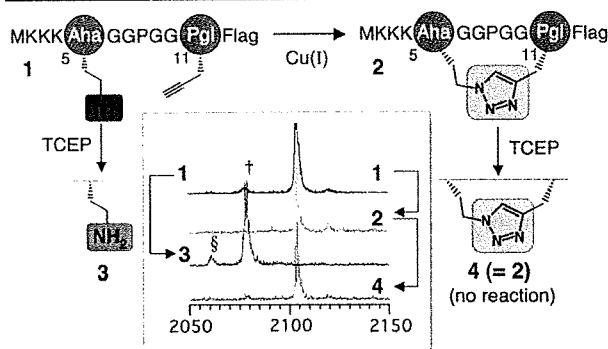 MKKK Aha GGPGG Pgl Flag
5
11
1
Cu(I)
MKKK Aha GGPGG Pgl Flag
5
11
2
N
N
N
TCEP
TCEP
NH2
3
N
N
N
4 (= 2)
(no reaction)
†
§
1
1
2
3
4
2050
2100
2150